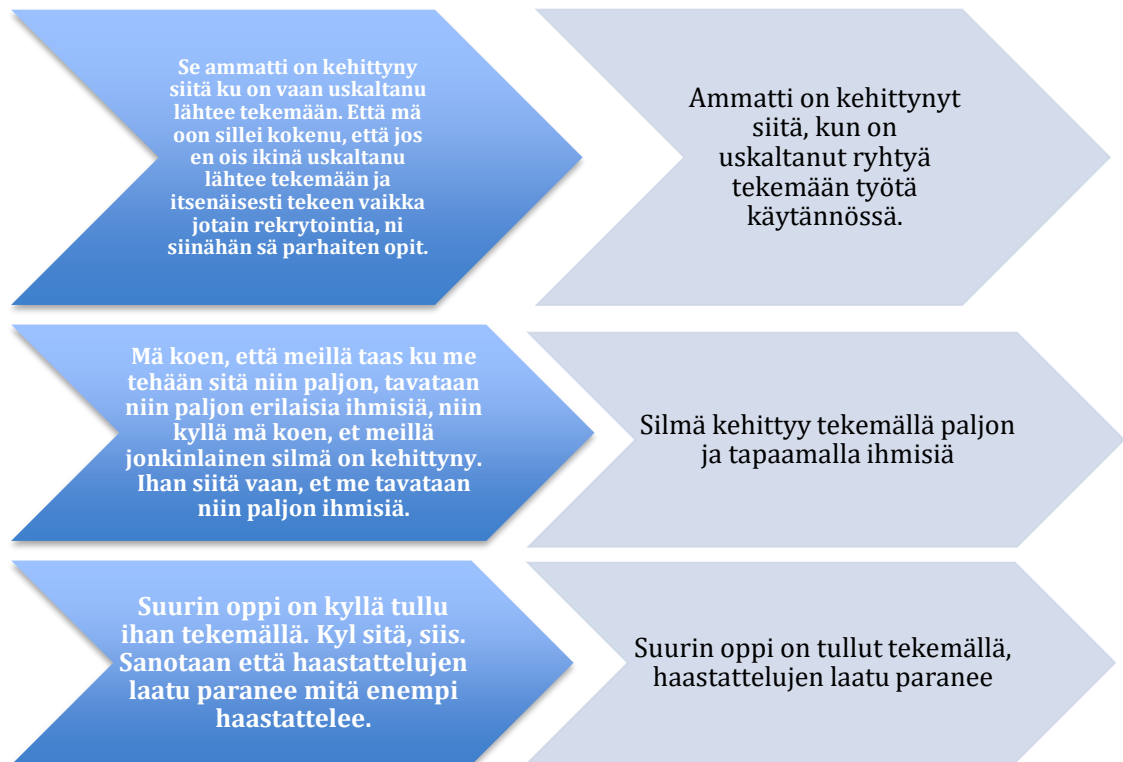 Se ammatti on kehittyny
siitä ku on vaan uskaltanu
lähtee tekemään. Että mä
oon sillei kokenu, että jos
en ois ikinä uskaltanu
lähtee tekemään ja
itsenäisesti tekeen vaikka
jotain rekrytointia, ni
siinähän sä parhaiten opit.
Ammatti on kehittynyt
siitä, kun on
uskaltanut ryhtyä
tekemään työtä
käytännössä.
Mä koen, että meillä taas ku me
tehään sitä niin paljon, tavataan
niin paljon erilaisia ihmisiä, niin
kyllä mä koen, et meillä
jonkinlainen silmä on kehittyny.
Ihan siitä vaan, et me tavataan
niin paljon ihmisiä.
Silmä kehittyy tekemällä paljon
ja tapaamalla ihmisiä
Suurin oppi on kyllä tullu
ihan tekemällä. Kyl sitä, siis.
Sanotaan että haastattelujen
laatu paranee mitä enempi
haastattelee.
Suurin oppi on tullut tekemällä,
haastattelujen laatu paranee